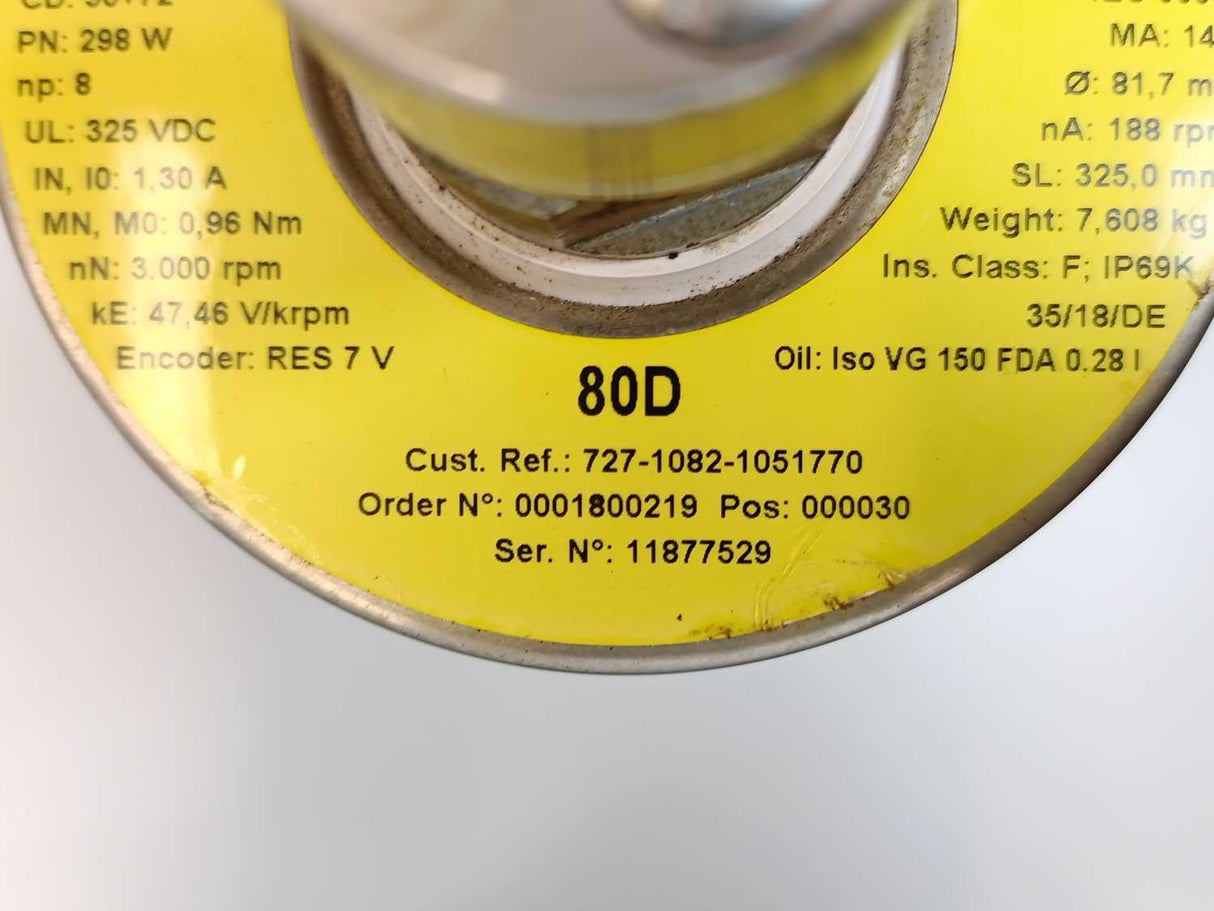 PN: 298 W
np: 8
UL: 325 VDC
IN, I0: 1,30 A
MN, M0: 0,96 Nm
nN: 3.000 rpm
kE: 47,46 V/krpm
Encoder: RES 7 V
MA: 14
Ø: 81,7 m
nA: 188 rpm
SL: 325,0 mm
Weight: 7,608 kg
Ins. Class: F; IP69K
35/18/DE
Oil: Iso VG 150 FDA 0.28 l
80D
Cust. Ref.: 727-1082-1051770
Order N°: 0001800219 Pos: 000030
Ser. N°: 11877529